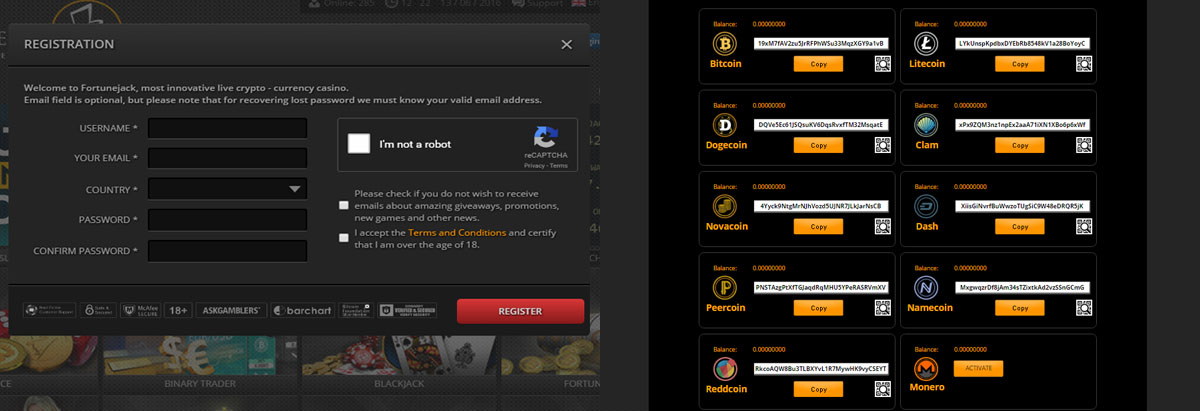 Online: 285
12 : 22
13 / 06 / 2016
Support
REGISTRATION
Welcome to Fortunejack, most innovative live crypto - currency casino.
Email field is optional, but please note that for recovering lost password we must know your valid email address.
USERNAME *
YOUR EMAIL *
COUNTRY *
PASSWORD *
CONFIRM PASSWORD *
I'm not a robot
reCAPTCHA
Privacy - Terms
Please check if you do not wish to receive
emails about amazing giveaways, promotions,
new games and other news.
I accept the Terms and Conditions and certify
that I am over the age of 18.
McAfee
SECURE
18+
ASKGAMBLERS
barchart
REGISTER
BINARY TRADER
BLACKJACK
FORTUN
Balance: 0.00000000
Bitcoin
19xM7fAV2zu5JrRFPhWSu33MqzXGY9a1vB
Copy
Balance: 0.00000000
Litecoin
LYkUnspKpdbxDYEbRb8548kV1a28BoYoyC
Copy
Balance: 0.00000000
Dogecoin
DQVe5Ec61JSQsuKV6DqsRvxfTM32MsqatE
Copy
Balance: 0.00000000
Clam
xPx9ZQM3nz1npEx2aaA71iXN1XBo6p6xWf
Copy
Balance: 0.00000000
Novacoin
4Yyck9NtgMrNJhVozd5UJNR7JLkJarNsCB
Copy
Balance: 0.00000000
Dash
XiisGiNvrfBuWwzoTUgSiC9W48eDRQR5jK
Copy
Balance: 0.00000000
Peercoin
PNSTAzgPtXfTGJaqdRqMHU5YPeRASRVmXV
Copy
Balance: 0.00000000
Namecoin
MxgwqzrDf8jAm34sTZixtkAd2vzSSnGCmG
Copy
Balance: 0.00000000
Reddcoin
RkcoAQW8Bu3TLBXYvL1R7MywHK9vyCSEYT
Copy
Balance: 0.00000000
Monero
ACTIVATE